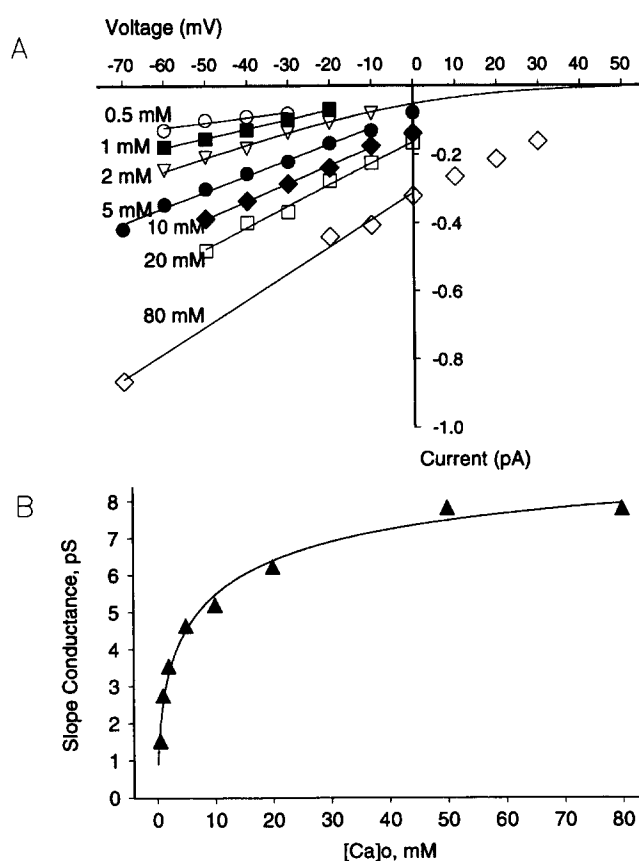 A
Voltage (mV)
-70 -60 -50 -40 -30 -20 -10 0 10 20 30 40 50
0.5 mM
1 mM
2 mM
5 mM
10 mM
20 mM
80 mM
-0.2
-0.4
-0.6
-0.8
-1.0
Current (pA)
B
Slope Conductance, pS
8
7
6
5
4
3
2
1
0
0 10 20 30 40 50 60 70 80
[Ca]o, mM